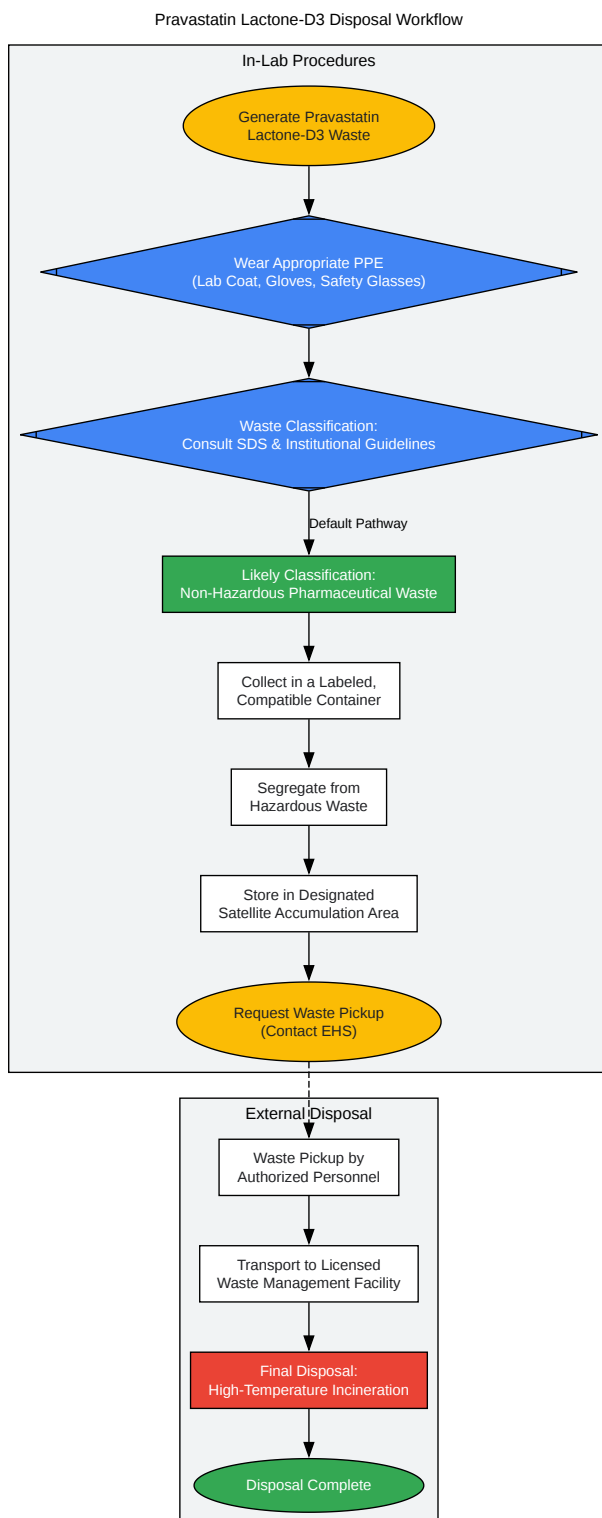 Pravastatin Lactone-D3 Disposal Workflow
In-Lab Procedures
Generate Pravastatin
Lactone-D3 Waste
Wear Appropriate PPE
(Lab Coat, Gloves, Safety Glasses)
Waste Classification:
Consult SDS & Institutional Guidelines
Default Pathway
Likely Classification:
Non-Hazardous Pharmaceutical Waste
Collect in a Labeled,
Compatible Container
Segregate from
Hazardous Waste
Store in Designated
Satellite Accumulation Area
Request Waste Pickup
(Contact EHS)
External Disposal
Waste Pickup by
Authorized Personnel
Transport to Licensed
Waste Management Facility
Final Disposal:
High-Temperature Incineration
Disposal Complete